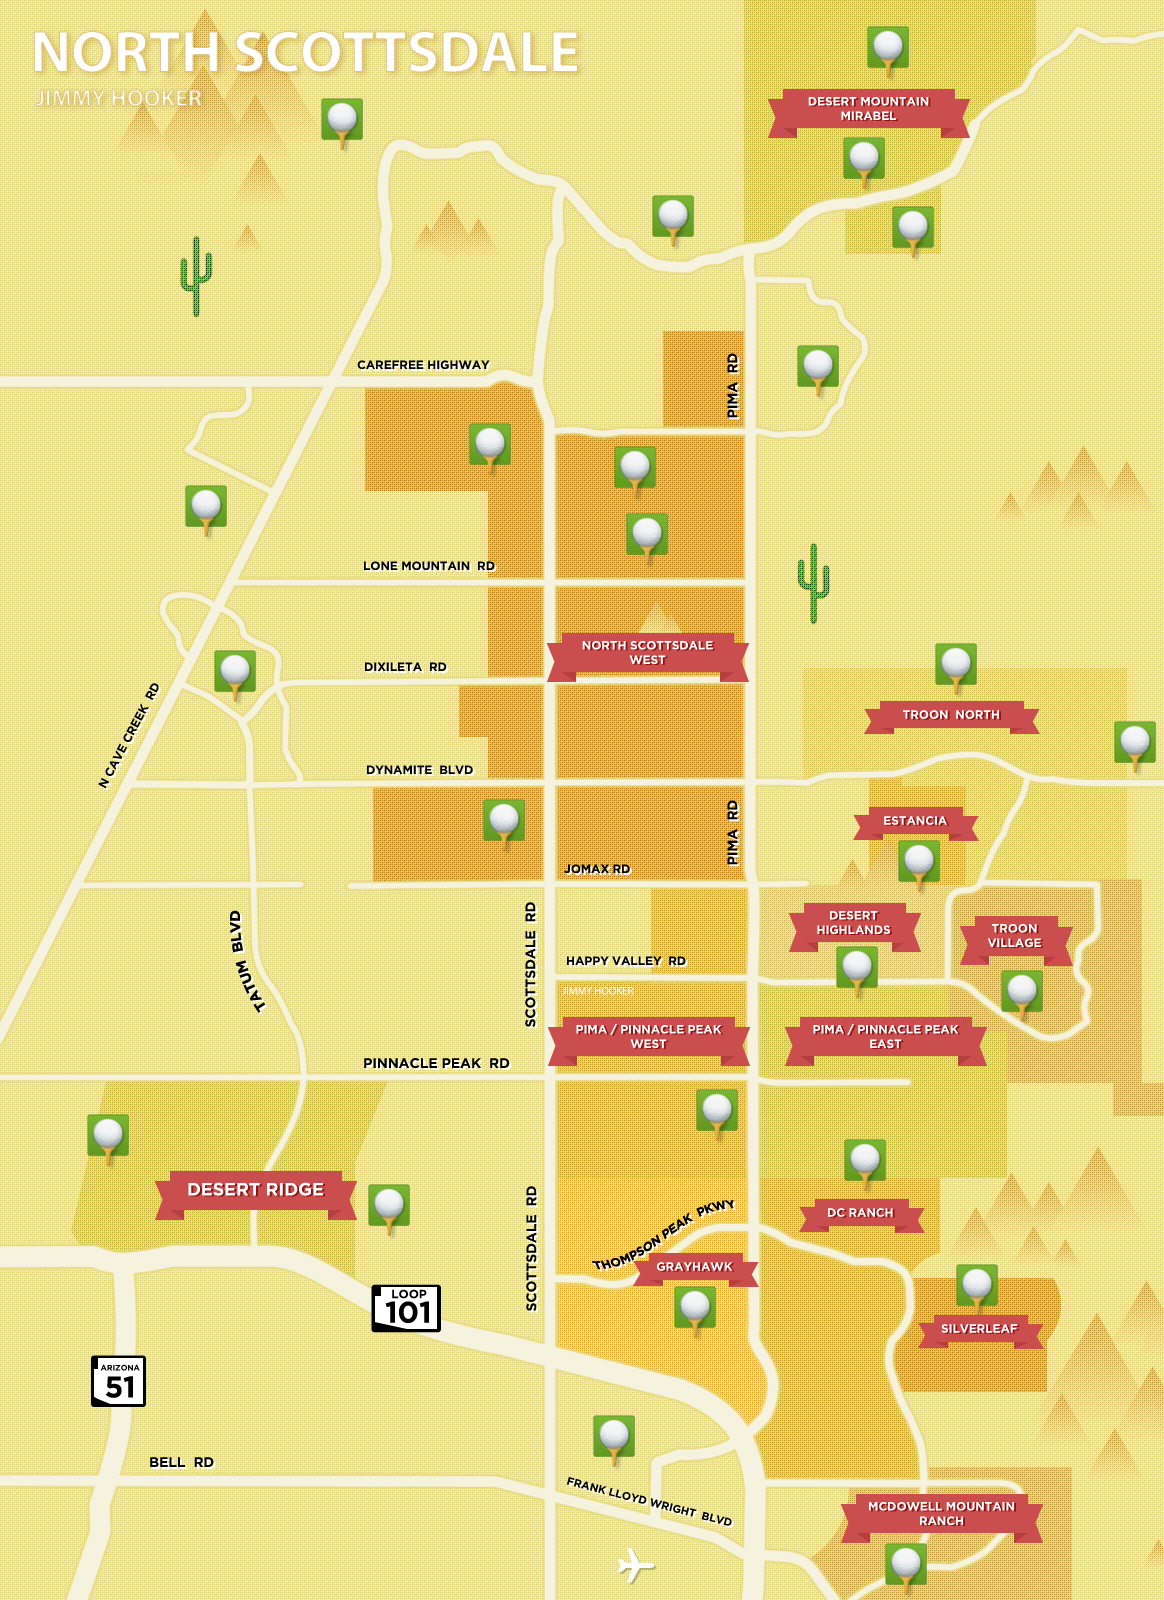 NORTH SCOTTSDALE
JIMMY HOOKER
DESERT MOUNTAIN
MIRABEL
CAREFREE HIGHWAY
PIMA RD
LONE MOUNTAIN RD
NORTH SCOTTSDALE
WEST
DIXILETA RD
N CAVE CREEK RD
TROON NORTH
DYNAMITE BLVD
PIMA RD
ESTANCIA
JOMAX RD
TATUM BLVD
SCOTTSDALE RD
DESERT
HIGHLANDS
TROON
VILLAGE
HAPPY VALLEY RD
JIMMY HOOKER
PIMA / PINNACLE PEAK
WEST
PIMA / PINNACLE PEAK
EAST
PINNACLE PEAK RD
DESERT RIDGE
SCOTTSDALE RD
THOMPSON PEAK PKWY
DC RANCH
GRAYHAWK
LOOP
101
SILVERLEAF
ARIZONA
51
BELL RD
FRANK LLOYD WRIGHT BLVD
MCDOWELL MOUNTAIN
RANCH